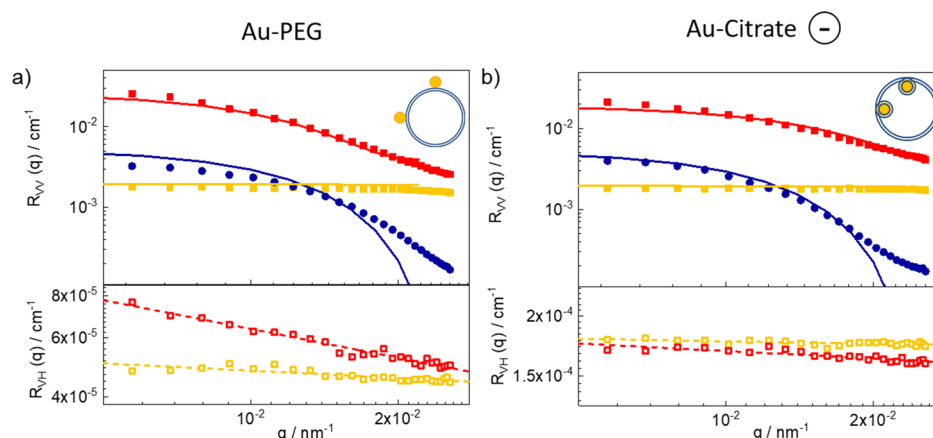 Au-PEG
Au-Citrate −
a)
b)
R_VV (q) / cm⁻¹
10⁻²
10⁻³
R_VV (q) / cm⁻¹
10⁻²
10⁻³
R_VH (q) / cm⁻¹
8x10⁻⁵
6x10⁻⁵
4x10⁻⁵
R_VH (q) / cm⁻¹
2x10⁻⁴
1.5x10⁻⁴
10⁻²
2x10⁻²
10⁻²
2x10⁻²
q / nm⁻¹
q / nm⁻¹